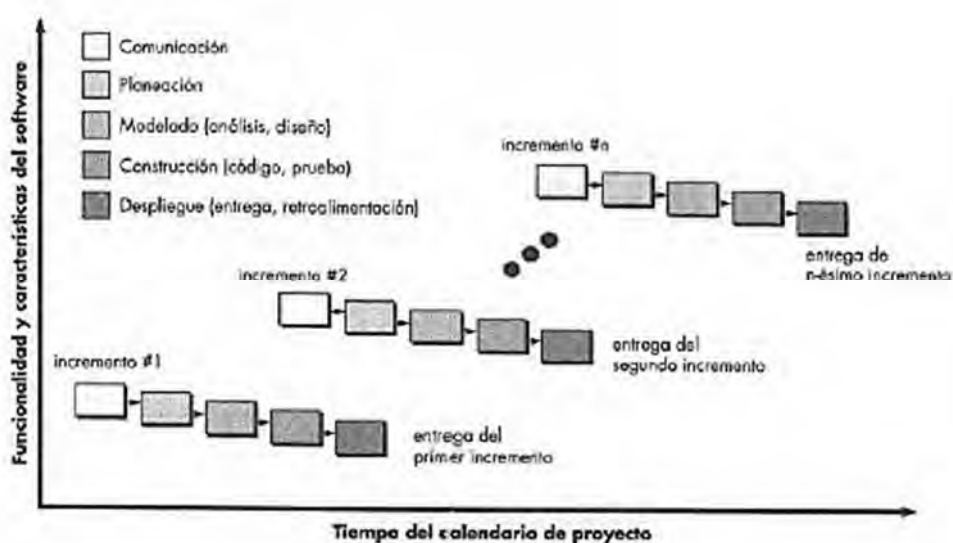 Funcionalidad y características del software
Comunicación
Planeación
Modelado (análisis, diseño)
Construcción (código, prueba)
Despliegue (entrega, retroalimentación)
incremento #n
entrega de
n-ésimo incremento
incremento #2
entrega del
segundo incremento
incremento #1
entrega del
primer incremento
Tiempo del calendario de proyecto